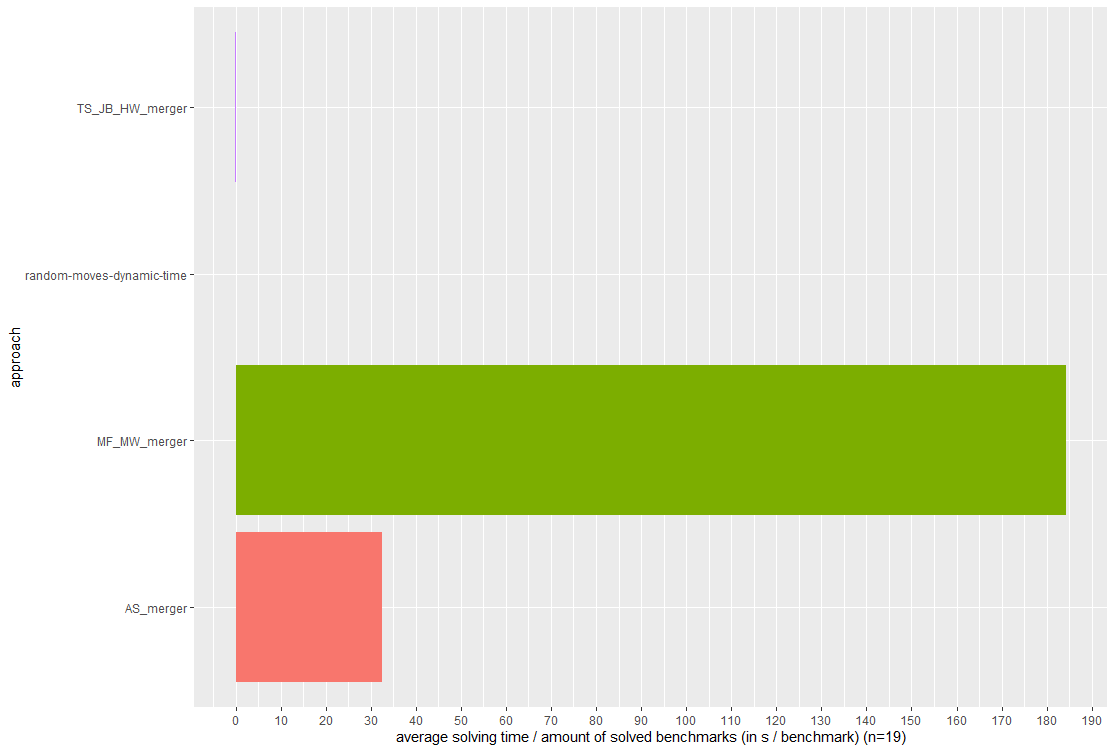 approach
TS_JB_HW_merger
random-moves-dynamic-time
MF_MW_merger
AS_merger
0 10 20 30 40 50 60 70 80 90 100 110 120 130 140 150 160 170 180 190
average solving time / amount of solved benchmarks (in s / benchmark) (n=19)